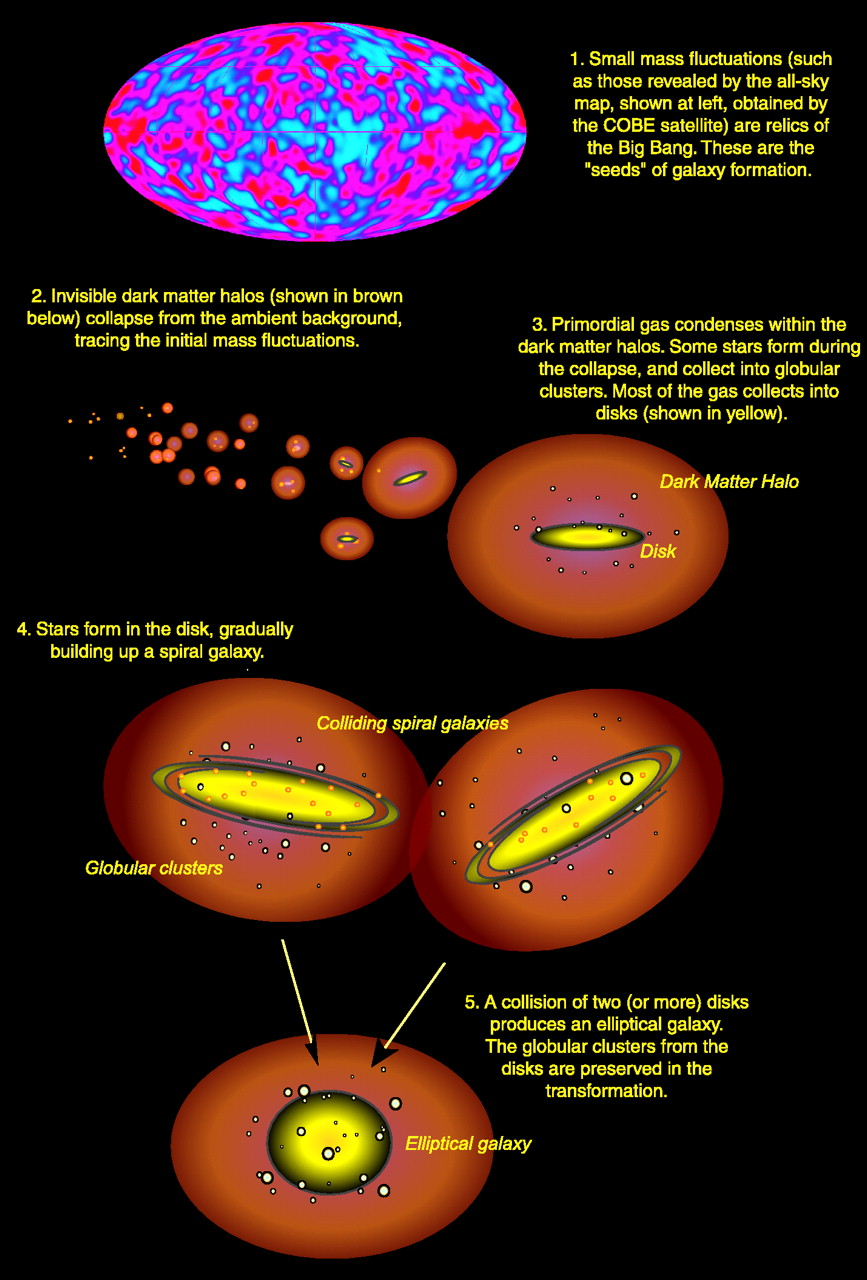 1. Small mass fluctuations (such
as those revealed by the all-sky
map, shown at left, obtained by
the COBE satellite) are relics of
the Big Bang. These are the
"seeds" of galaxy formation.
2. Invisible dark matter halos (shown in brown
below) collapse from the ambient background,
tracing the initial mass fluctuations.
3. Primordial gas condenses within the
dark matter halos. Some stars form during
the collapse, and collect into globular
clusters. Most of the gas collects into
disks (shown in yellow).
Dark Matter Halo
Disk
4. Stars form in the disk, gradually
building up a spiral galaxy.
Colliding spiral galaxies
Globular clusters
5. A collision of two (or more) disks
produces an elliptical galaxy.
The globular clusters from the
disks are preserved in the
transformation.
Elliptical galaxy